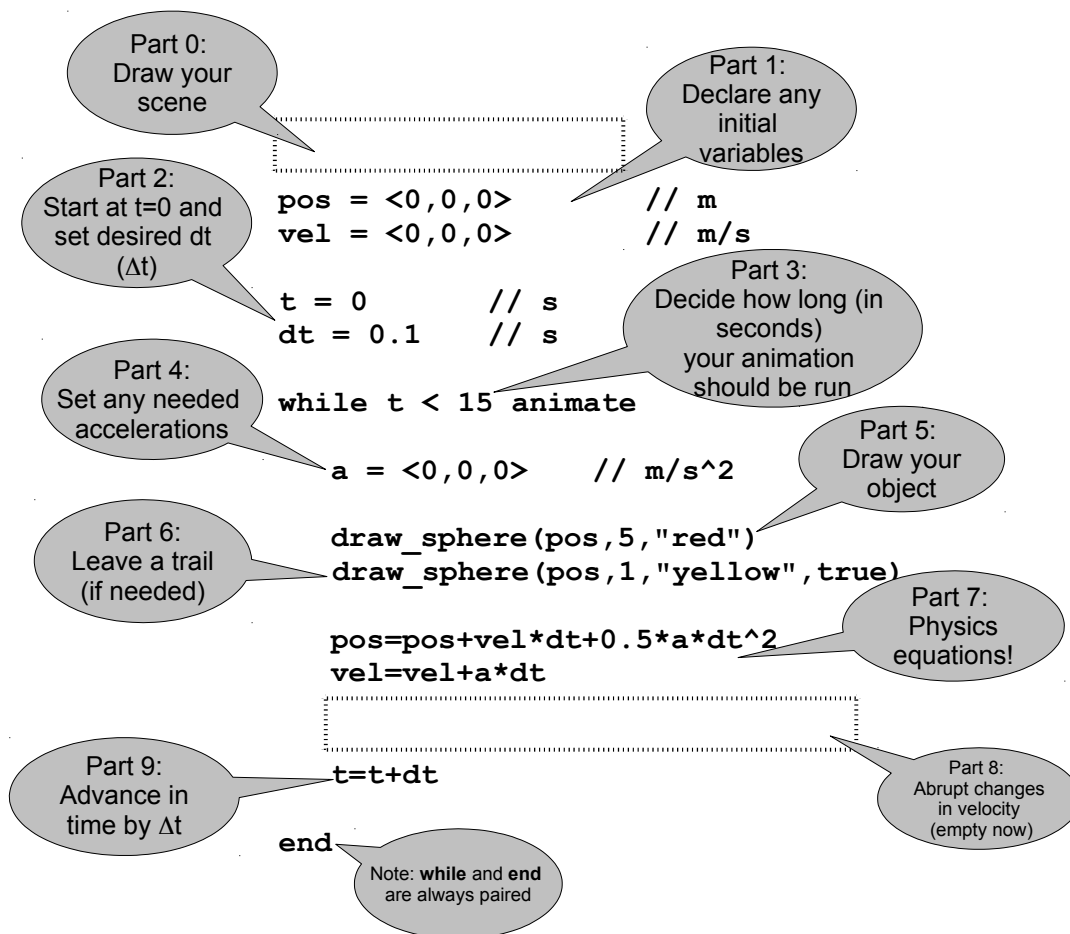 Part 0:
Draw your
scene
Part 1:
Declare any
initial
variables
Part 2:
Start at t=0 and
set desired dt
(Δt)
pos = <0,0,0>        // m
vel = <0,0,0>        // m/s
t = 0       // s
dt = 0.1    // s
Part 3:
Decide how long (in
seconds)
your animation
should be run
while t < 15 animate
Part 4:
Set any needed
accelerations
a = <0,0,0>    // m/s^2
Part 5:
Draw your
object
draw_sphere(pos,5,"red")
draw_sphere(pos,1,"yellow",true)
Part 6:
Leave a trail
(if needed)
pos=pos+vel*dt+0.5*a*dt^2
vel=vel+a*dt
Part 7:
Physics
equations!
Part 8:
Abrupt changes
in velocity
(empty now)
t=t+dt
Part 9:
Advance in
time by Δt
end
Note: while and end
are always paired